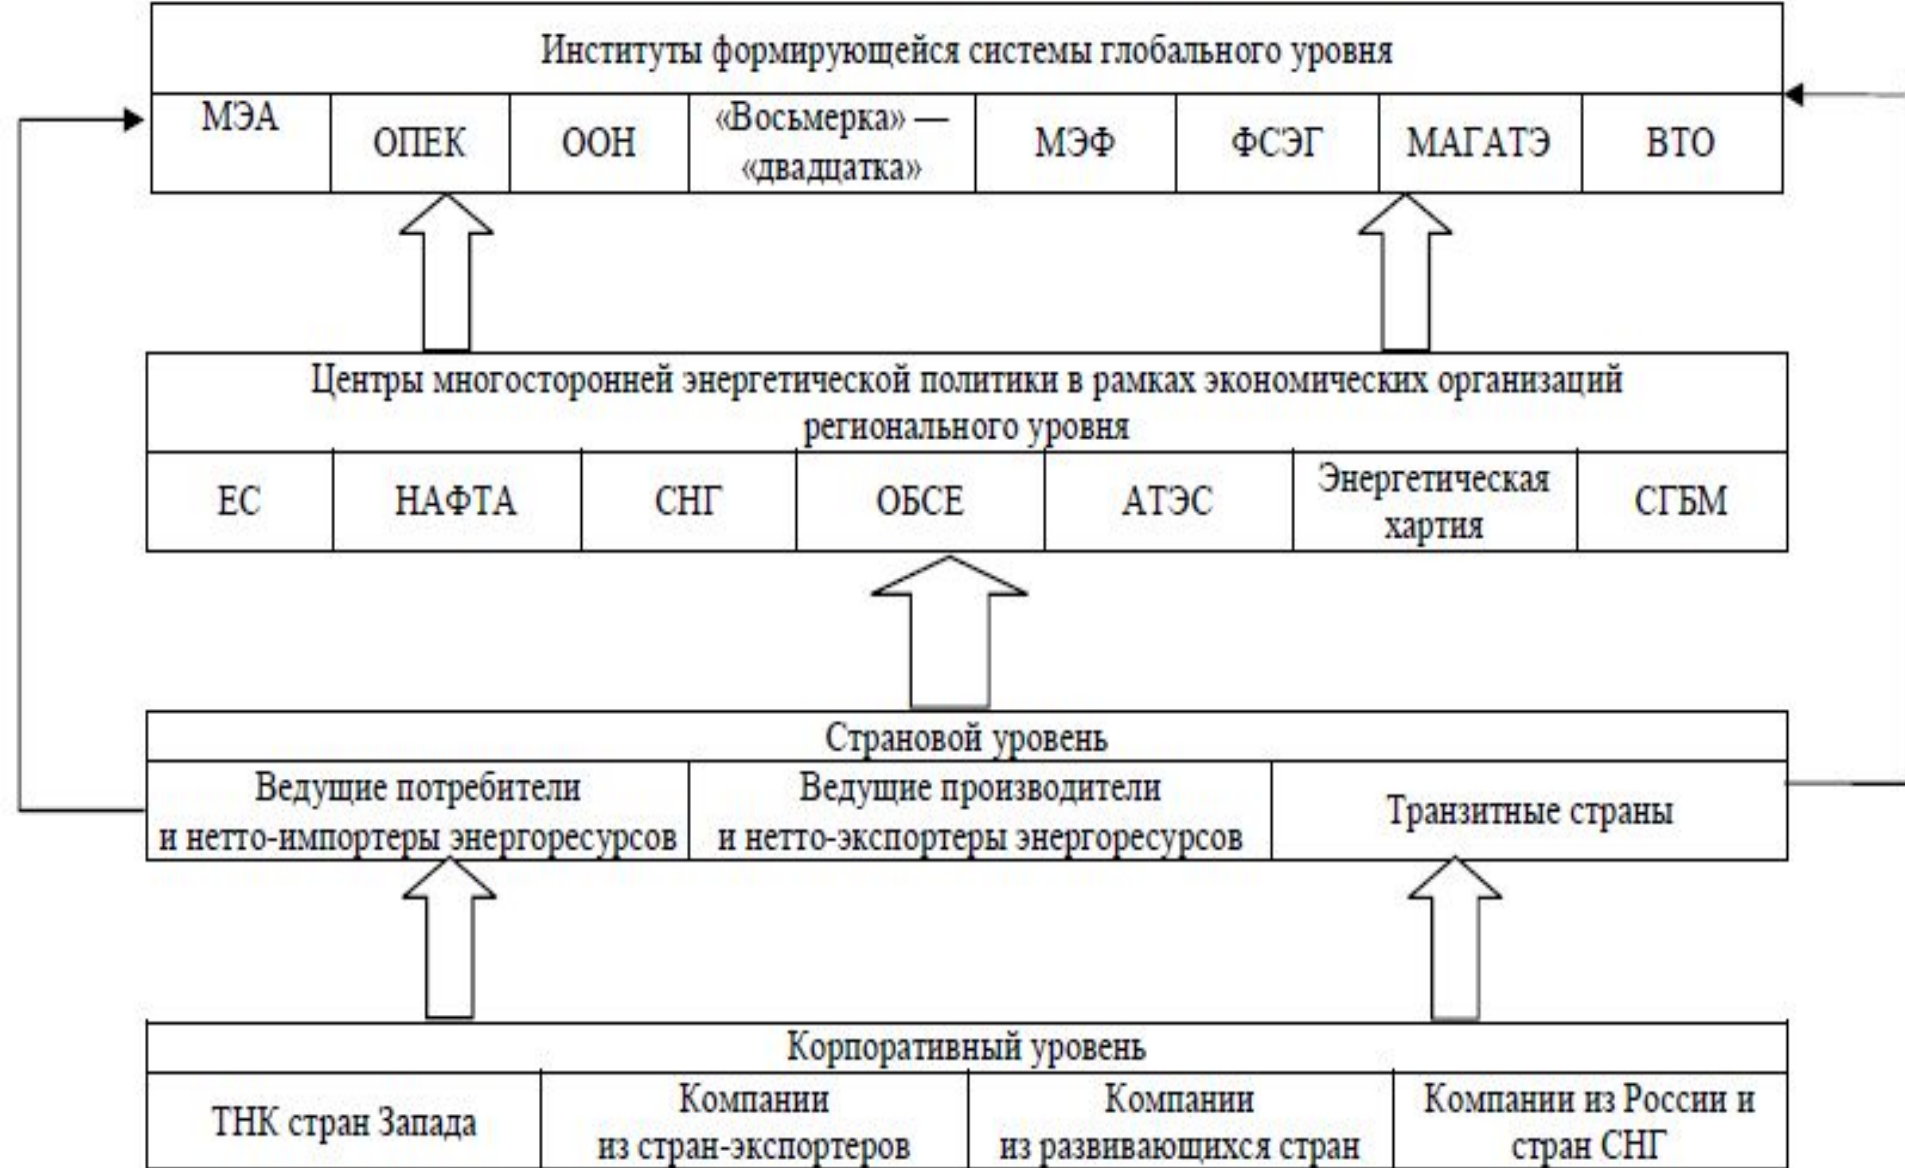 Институты формирующейся системы глобального уровня
МЭА
ОПЕК
ООН
«Восьмерка» —
«двадцатка»
МЭФ
ФСЭГ
МАГАТЭ
ВТО
Центры многосторонней энергетической политики в рамках экономических организаций
регионального уровня
ЕС
НАФТА
СНГ
ОБСЕ
АТЭС
Энергетическая
хартия
СГБМ
Страновой уровень
Ведущие потребители
и нетто-импортеры энергоресурсов
Ведущие производители
и нетто-экспортеры энергоресурсов
Транзитные страны
Корпоративный уровень
ТНК стран Запада
Компании
из стран-экспортеров
Компании
из развивающихся стран
Компании из России и
стран СНГ